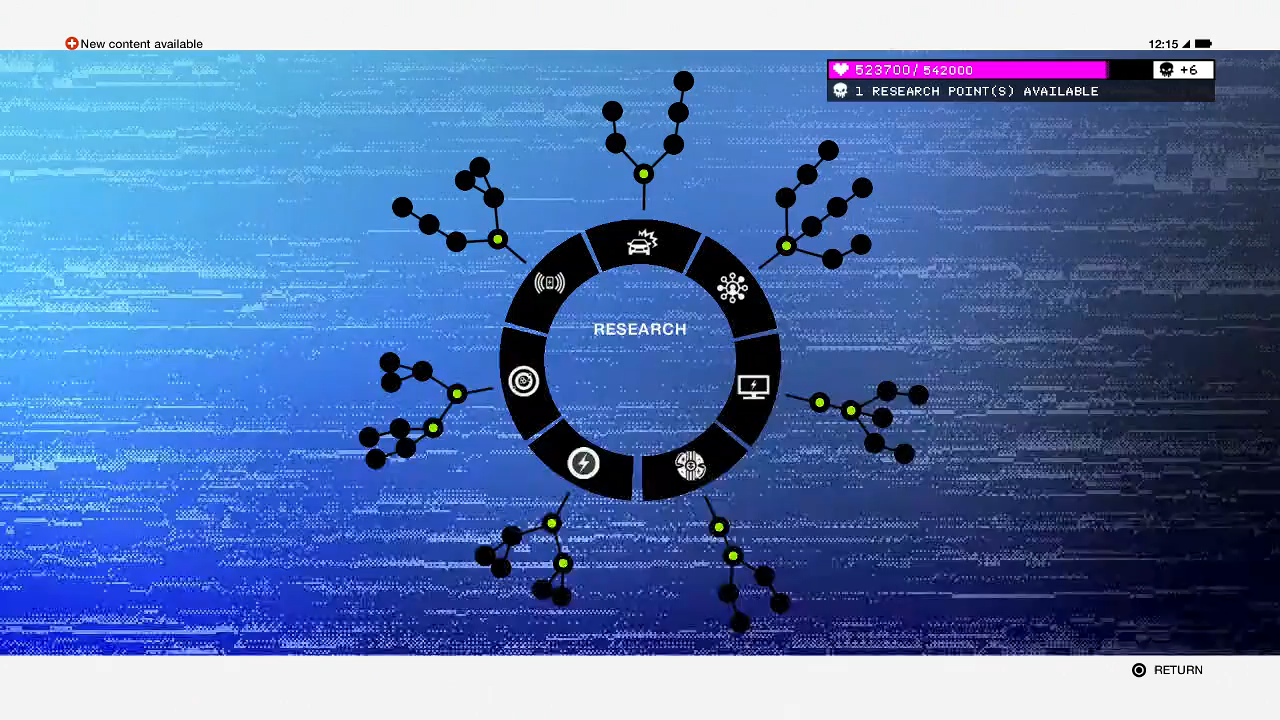 New content available
12:15
523700/542000
+6
1 RESEARCH POINT(S) AVAILABLE
RESEARCH
RETURN